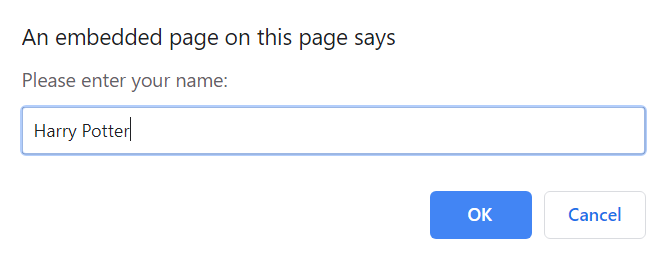 An embedded page on this page says
Please enter your name:
Harry Potter
OK
Cancel